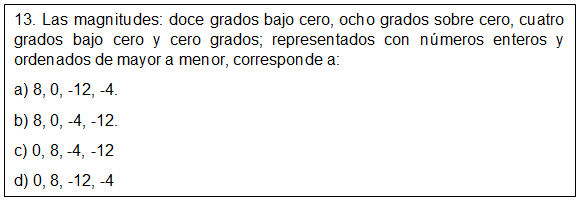 13. Las magnitudes: doce grados bajo cero, ocho grados sobre cero, cuatro
grados bajo cero y cero grados; representados con números enteros y
ordenados de mayor a menor, corresponde a:
a) 8, 0, -12, -4.
b) 8, 0, -4, -12.
c) 0, 8, -4, -12
d) 0, 8, -12, -4